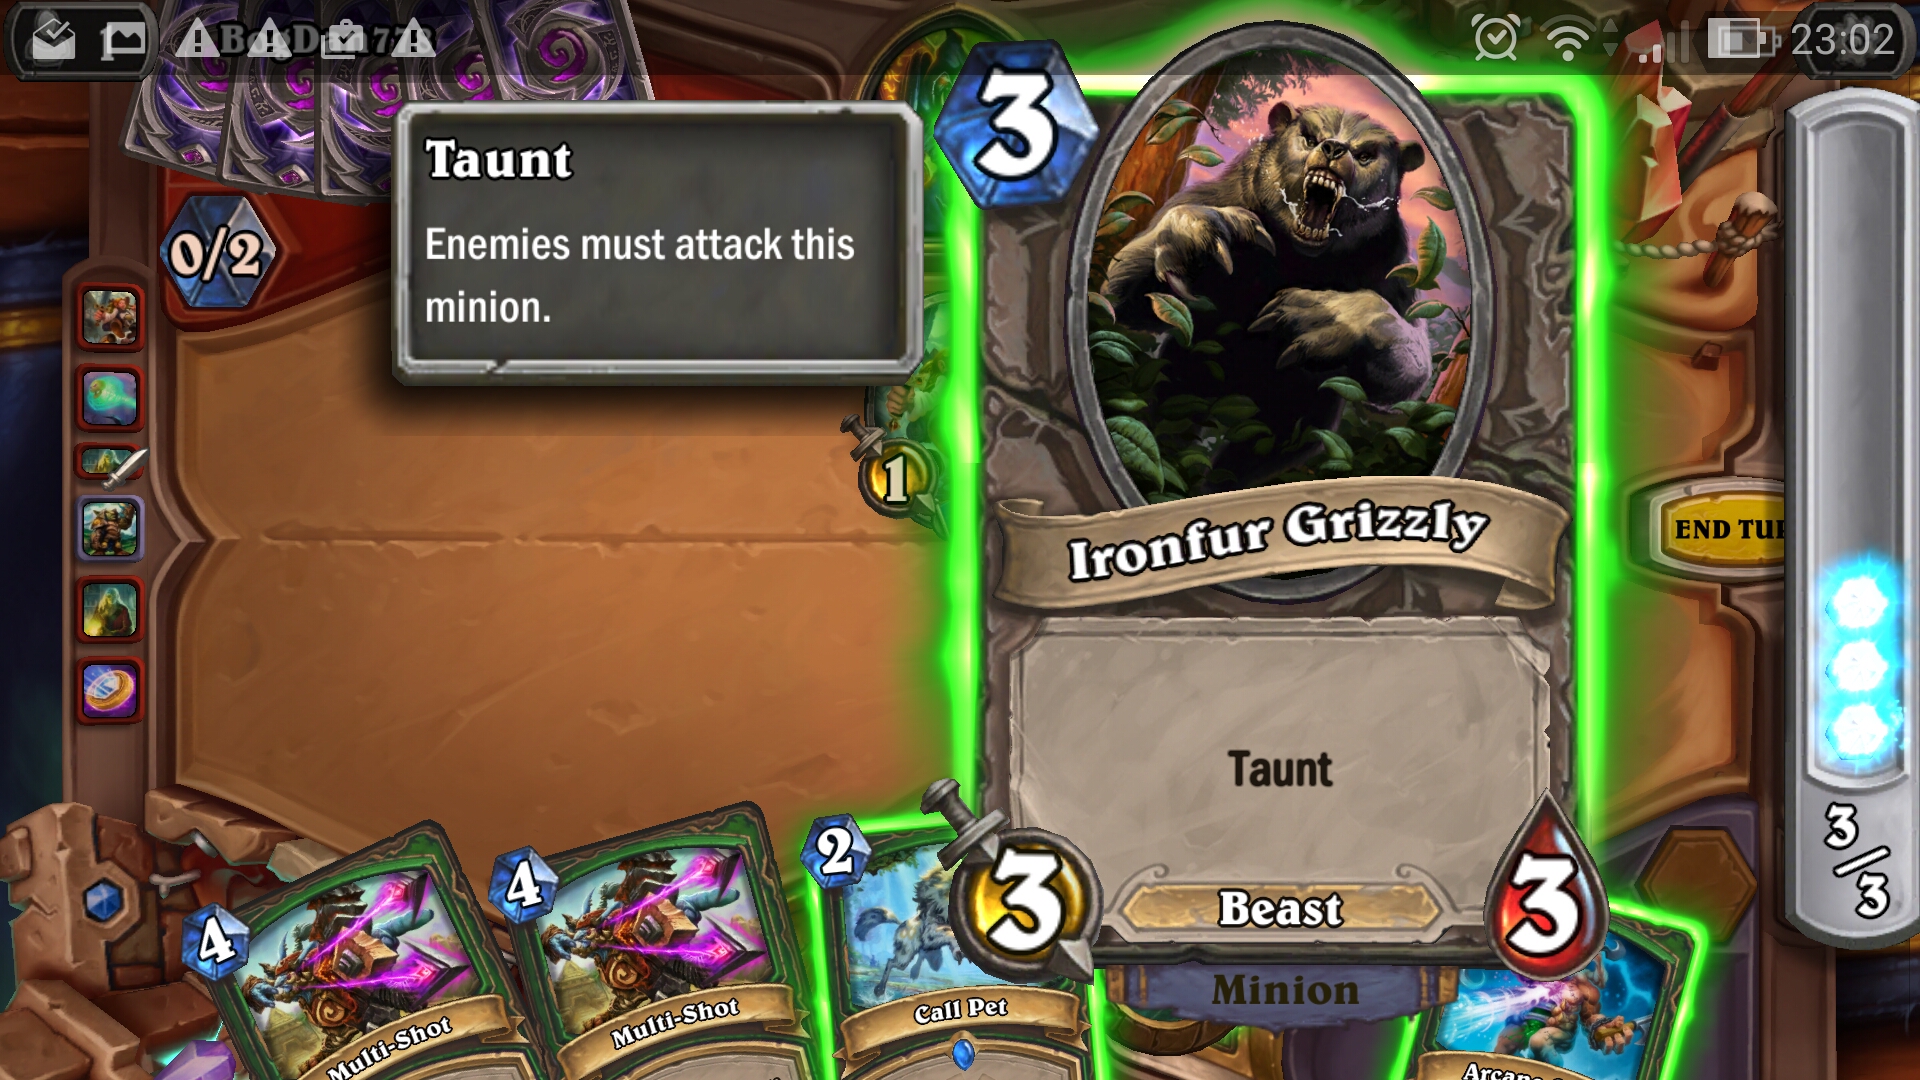 23:02
3
Taunt
Enemies must attack this
minion.
0/2
1
Ironfur Grizzly
END TUR
Taunt
3
Beast
3
Minion
3/3
4
Multi-Shot
4
Multi-Shot
2
Call Pet